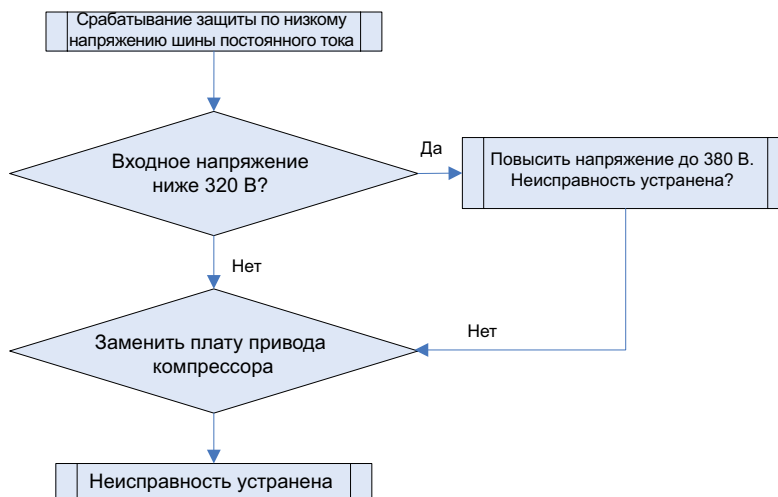 Срабатывание защиты по низкому
напряжению шины постоянного тока
Входное напряжение
ниже 320 В?
Да
Повысить напряжение до 380 В.
Неисправность устранена?
Нет
Нет
Заменить плату привода
компрессора
Неисправность устранена